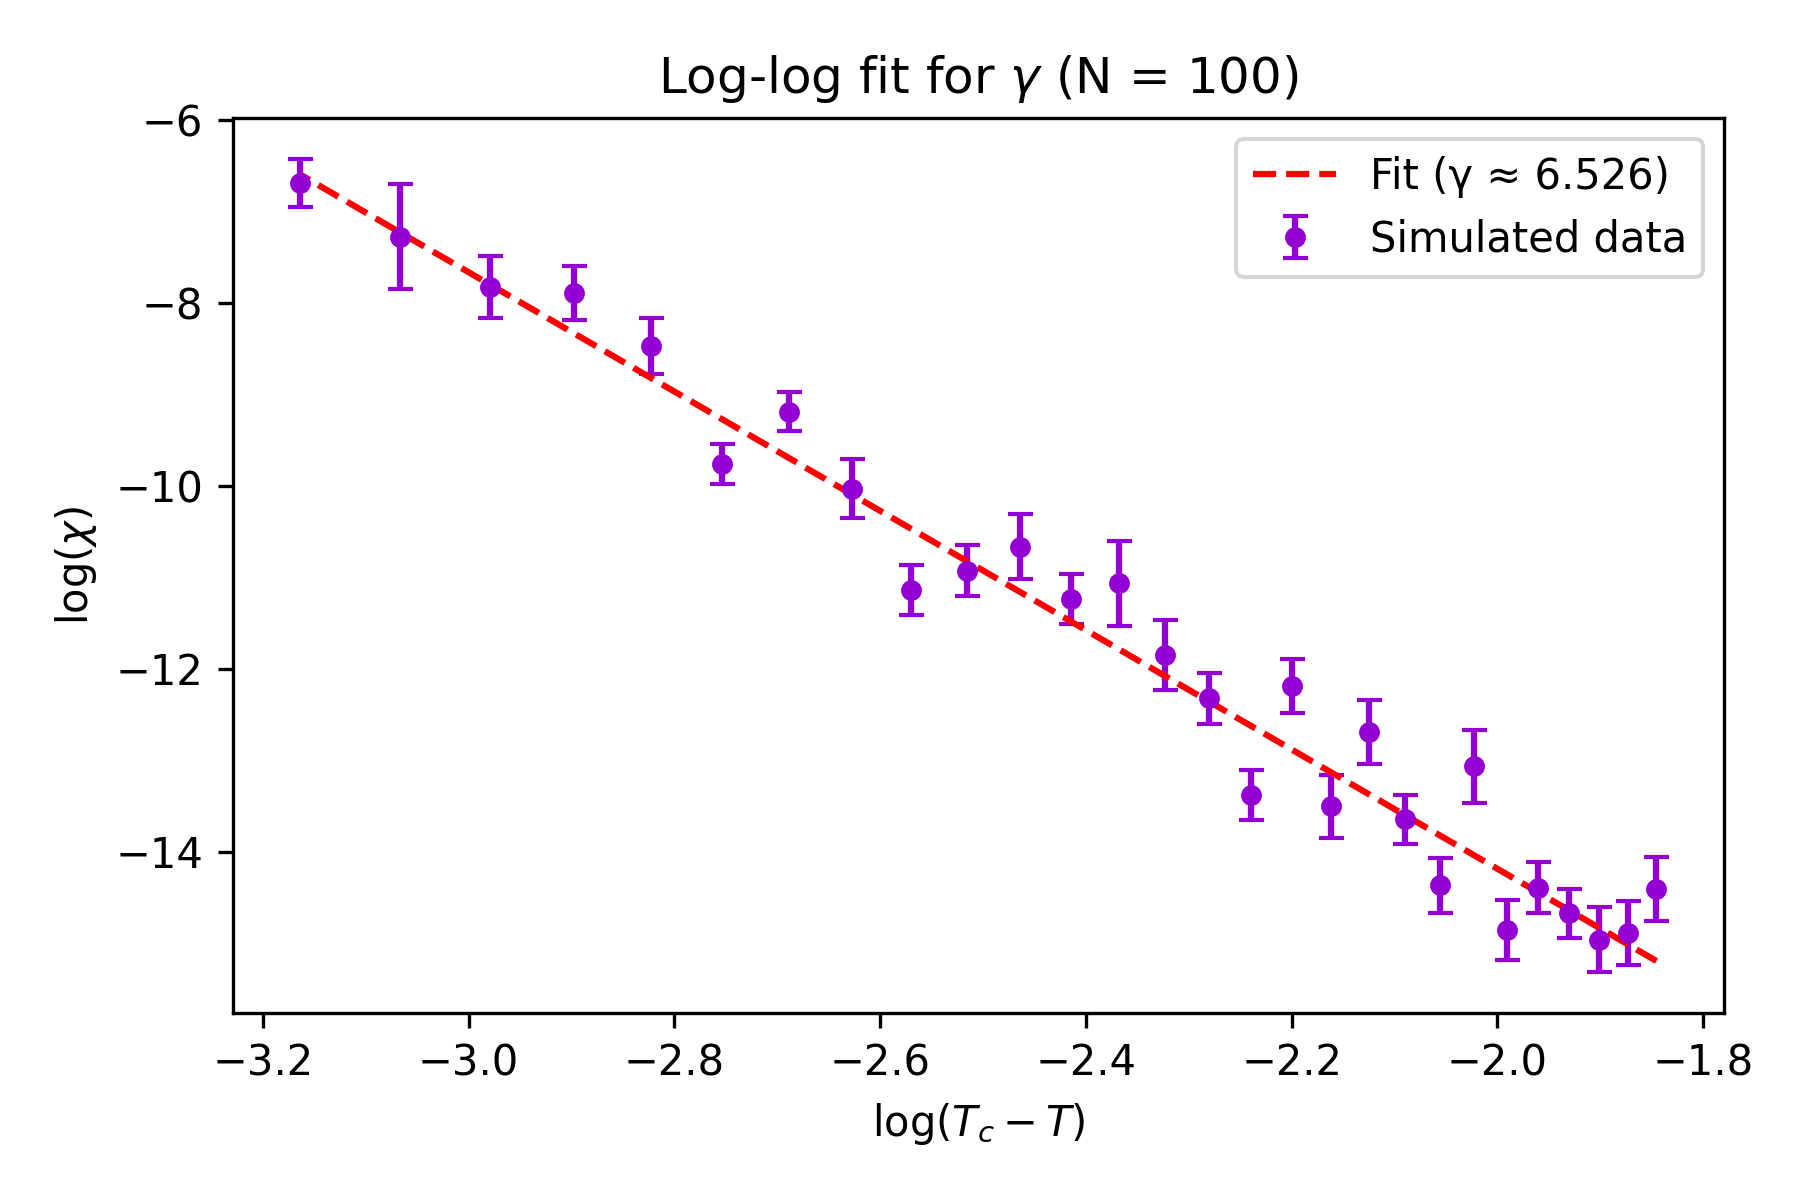 Log-log fit for γ (N = 100)
Fit (γ ≈ 6.526)
Simulated data
log(χ)
−6
−8
−10
−12
−14
−3.2 −3.0 −2.8 −2.6 −2.4 −2.2 −2.0 −1.8
log(T_c − T)